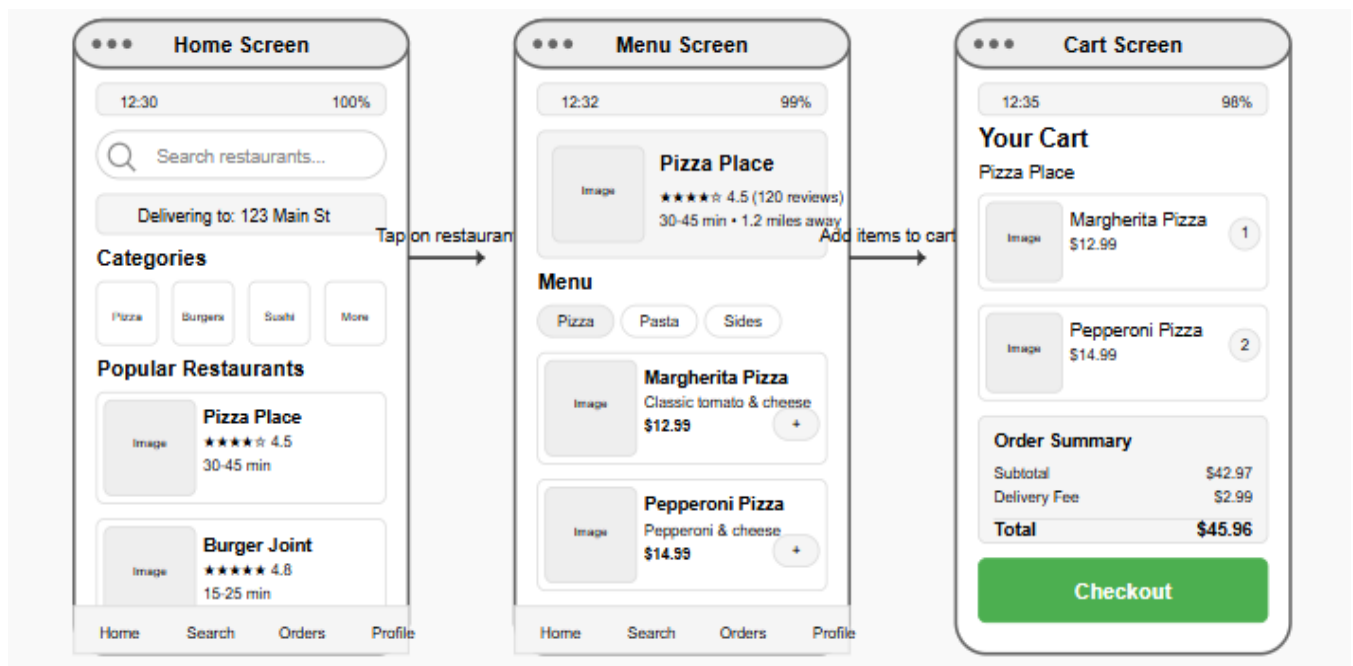 Home Screen
12:30 100%
Search restaurants...
Delivering to: 123 Main St
Categories
Pizza Burgers Sushi More
Popular Restaurants
Image
Pizza Place
★★★★☆ 4.5
30-45 min
Image
Burger Joint
★★★★★ 4.8
15-25 min
Home Search Orders Profile
Tap on restaurant
Menu Screen
12:32 99%
Image
Pizza Place
★★★★☆ 4.5 (120 reviews)
30-45 min • 1.2 miles away
Menu
Pizza Pasta Sides
Image
Margherita Pizza
Classic tomato & cheese
$12.99 +
Image
Pepperoni Pizza
Pepperoni & cheese
$14.99 +
Home Search Orders Profile
Add items to cart
Cart Screen
12:35 98%
Your Cart
Pizza Place
Image
Margherita Pizza
$12.99
1
Image
Pepperoni Pizza
$14.99
2
Order Summary
Subtotal $42.97
Delivery Fee $2.99
Total $45.96
Checkout